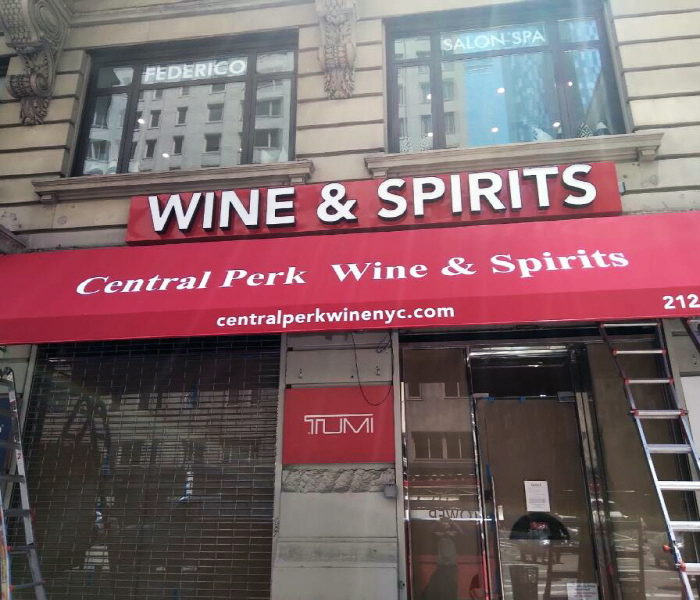 FEDERICO
SALON SPA
WINE & SPIRITS
Central Perk Wine & Spirits
centralperkwinenyc.com
212
TUMI